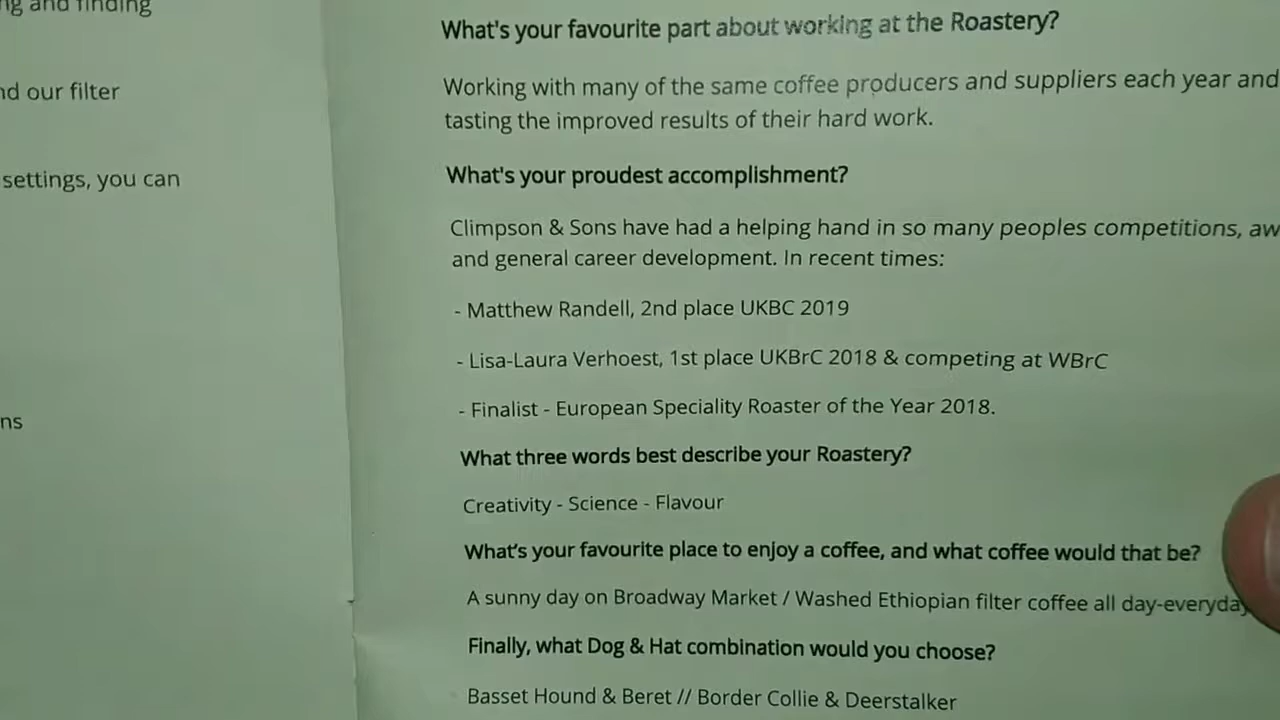 and finding
our filter
settings, you can
What's your favourite part about working at the Roastery?
Working with many of the same coffee producers and suppliers each year and
tasting the improved results of their hard work.
What's your proudest accomplishment?
Climpson & Sons have had a helping hand in so many peoples competitions,
and general career development. In recent times:
- Matthew Randell, 2nd place UKBC 2019
- Lisa-Laura Verhoest, 1st place UKBrC 2018 & competing at WBrC
- Finalist - European Speciality Roaster of the Year 2018.
What three words best describe your Roastery?
Creativity - Science - Flavour
What's your favourite place to enjoy a coffee, and what coffee would that be?
A sunny day on Broadway Market / Washed Ethiopian filter coffee all day-everyday
Finally, what Dog & Hat combination would you choose?
Basset Hound & Beret // Border Collie & Deerstalker